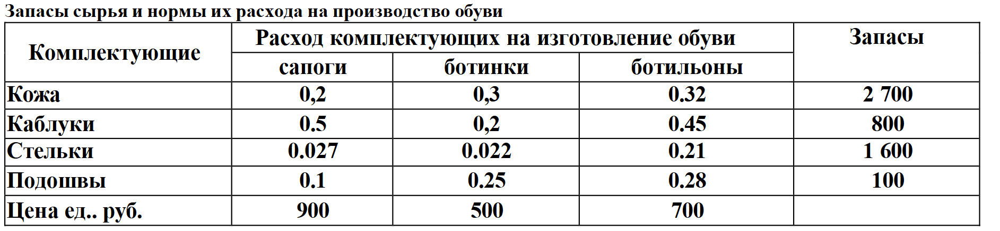 Запасы сырья и нормы их расхода на производство обуви
Комплектующие Расход комплектующих на изготовление обуви Запасы
сапоги ботинки ботильоны
Кожа 0,2 0,3 0.32 2 700
Каблуки 0.5 0,2 0.45 800
Стельки 0.027 0.022 0.21 1 600
Подошвы 0.1 0.25 0.28 100
Цена ед.. руб. 900 500 700